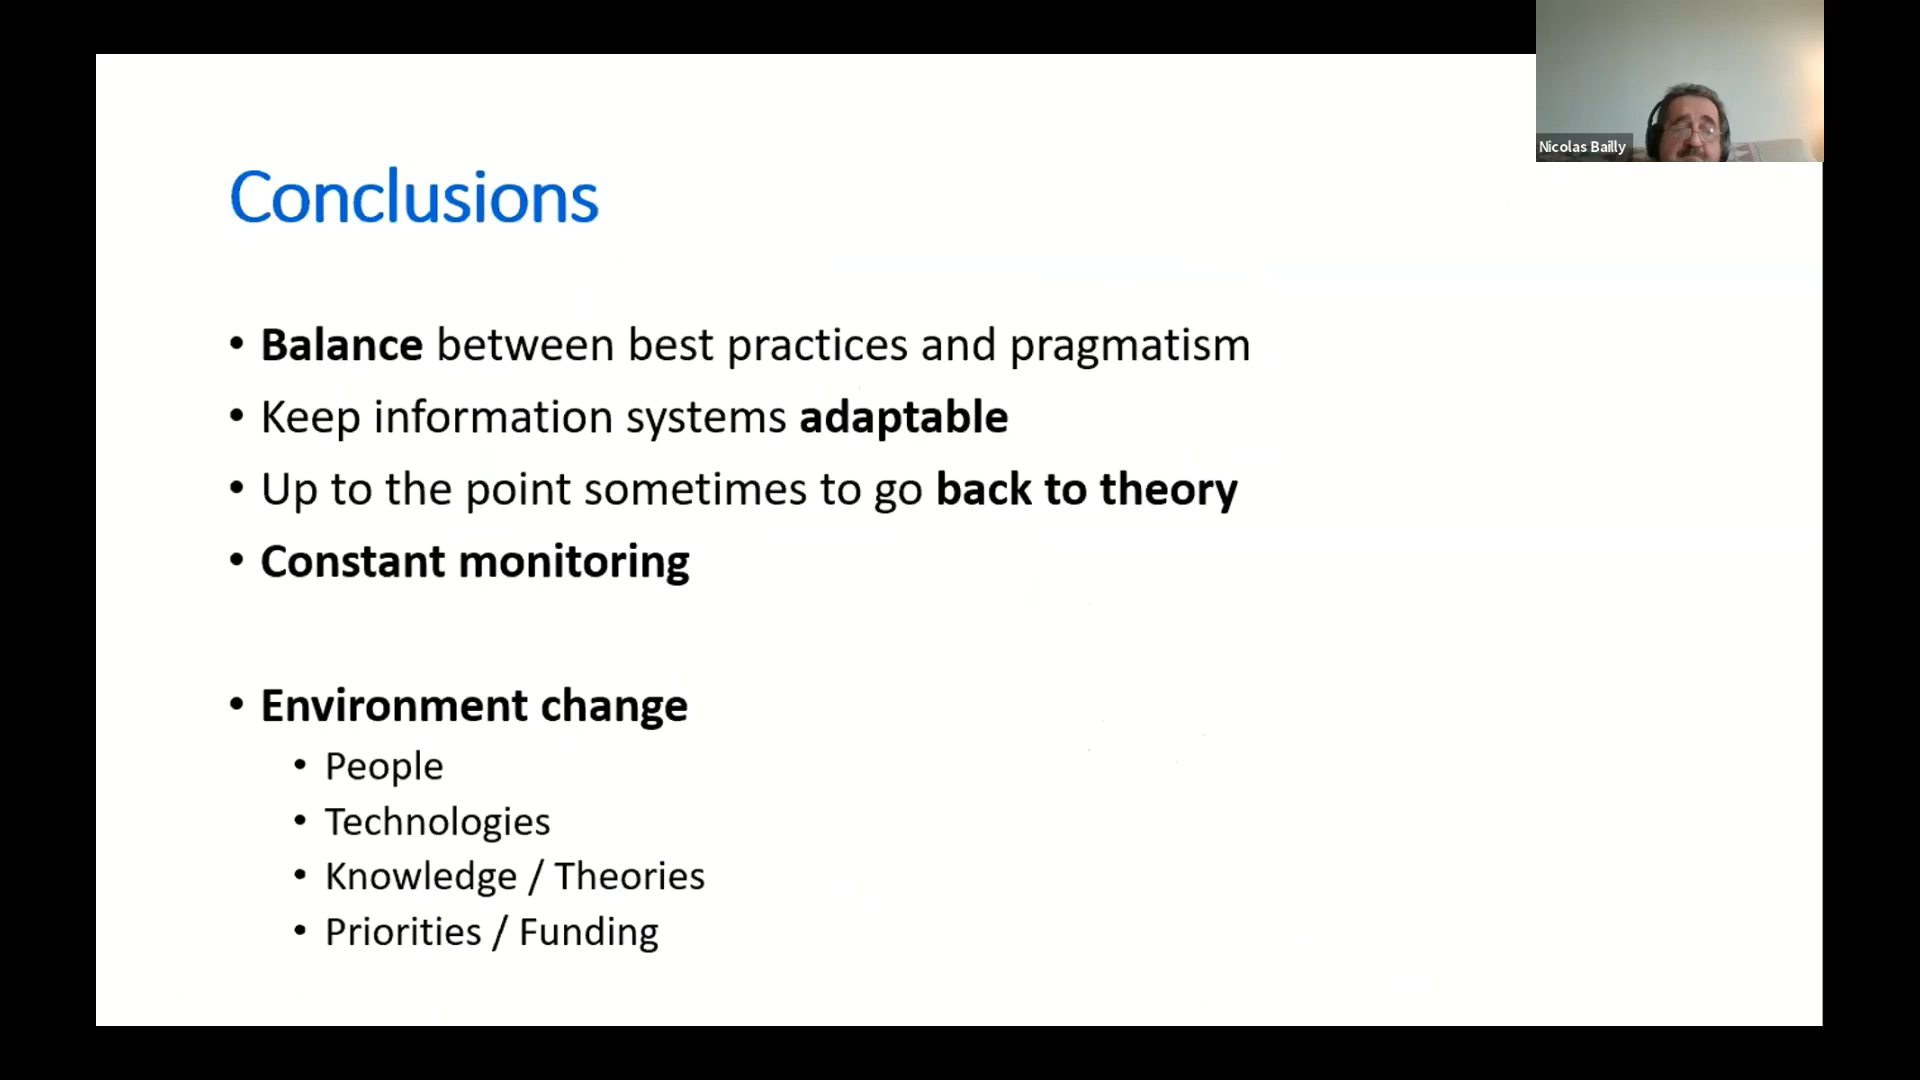 Nicolas Bailly
Conclusions
• Balance between best practices and pragmatism
• Keep information systems adaptable
• Up to the point sometimes to go back to theory
• Constant monitoring
• Environment change
• People
• Technologies
• Knowledge / Theories
• Priorities / Funding